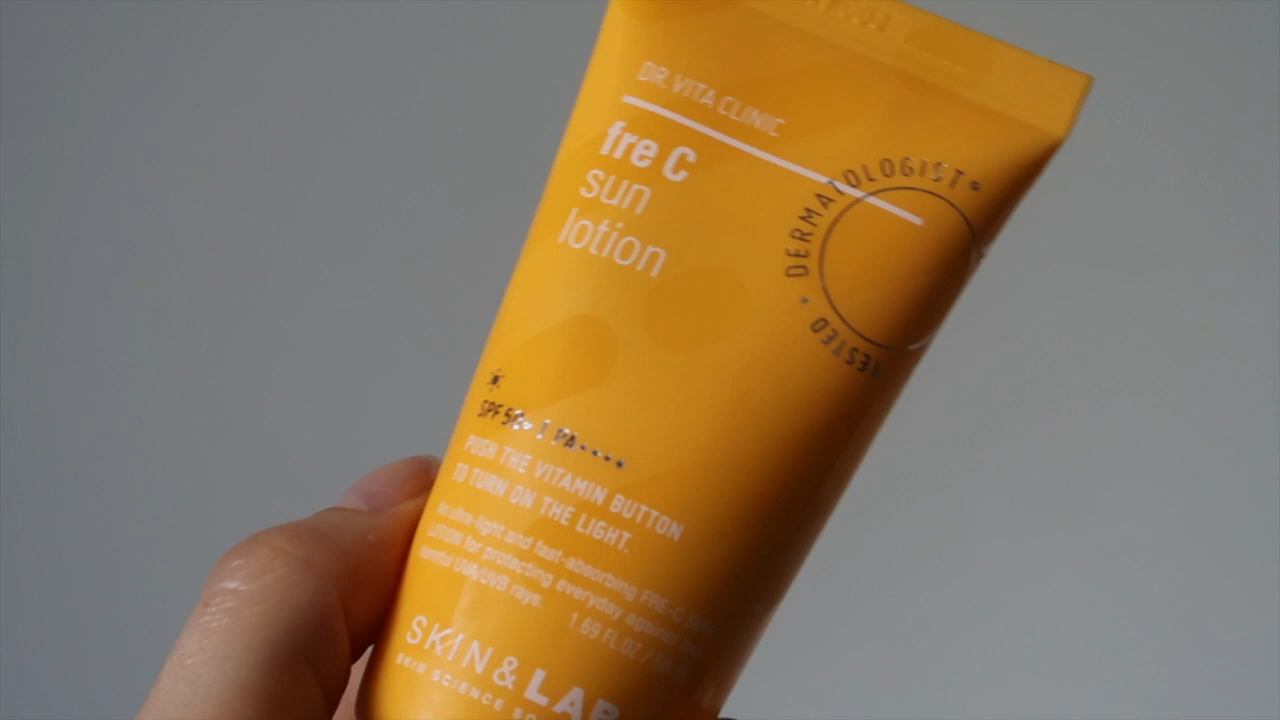 DR. VITA CLINIC
fre C
sun
lotion
DERMATOLOGIST
TESTED
SPF 50+ I PA++++
PUSH THE VITAMIN BUTTON
TO TURN ON THE LIGHT.
An ultra-light and fast-absorbing FRE-C
LOTION for protecting everyday against
harmful UVA/UVB rays.
1.69 FL.OZ /
SKIN&LAB
SKIN SCIENCE